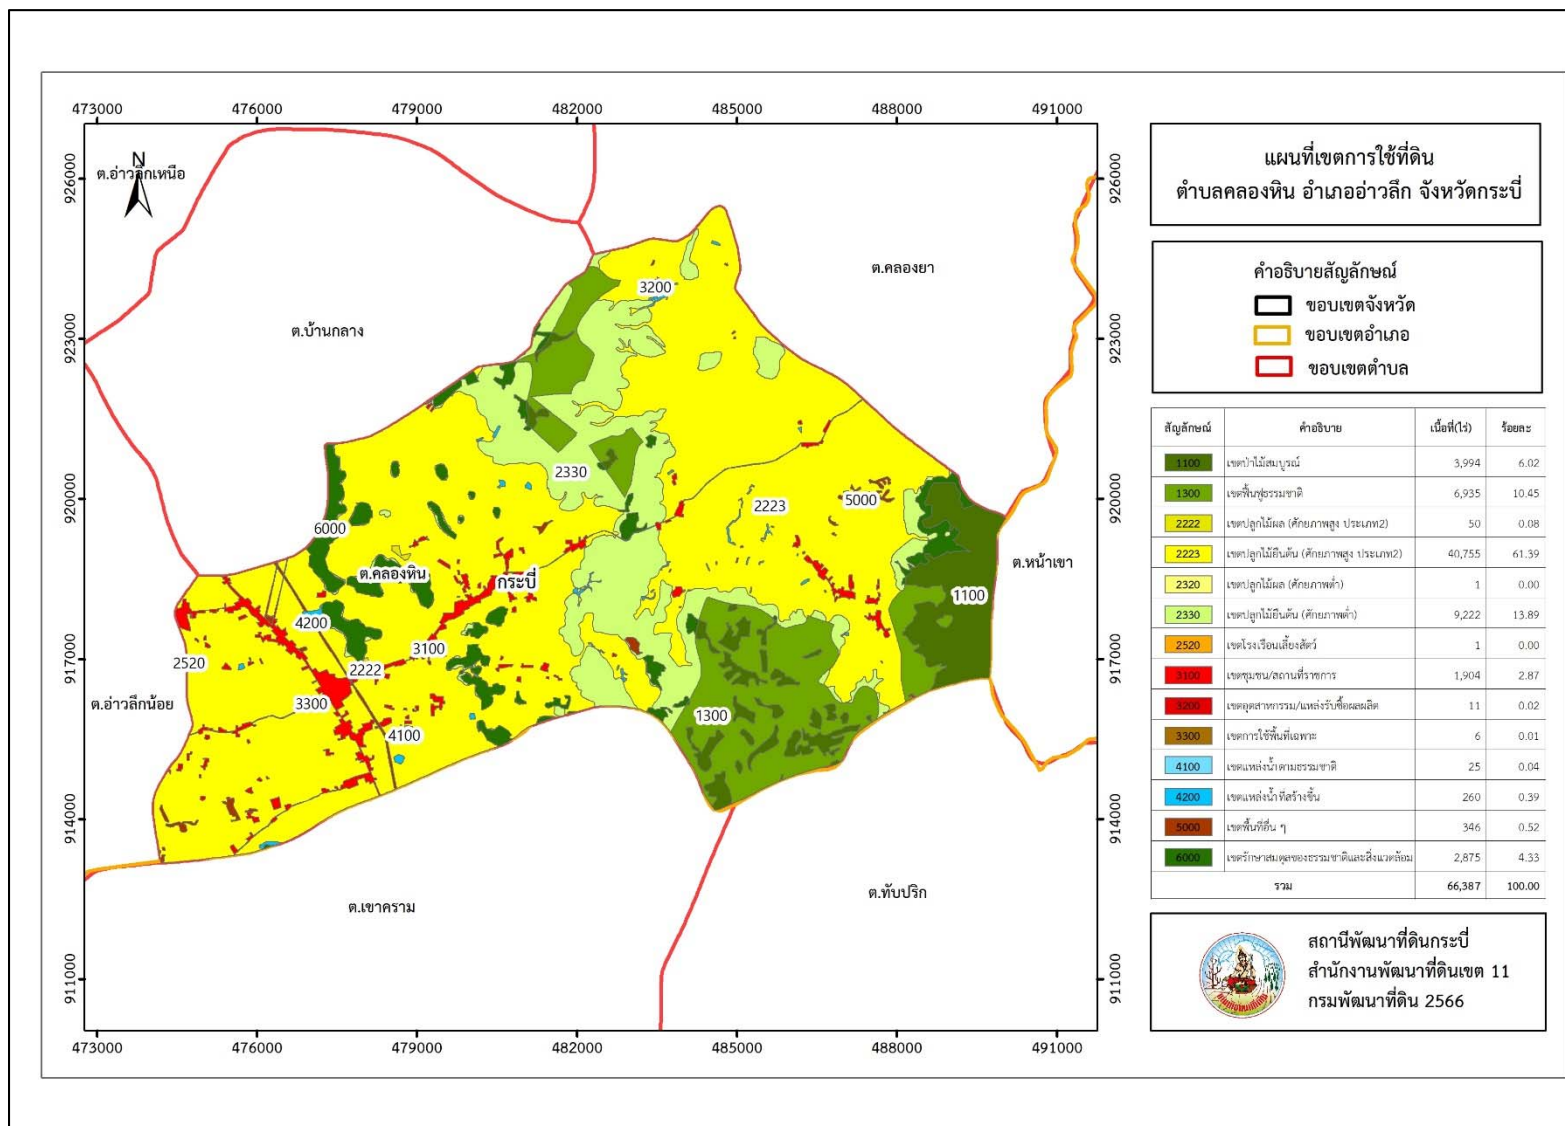 แผนที่เขตการใช้ที่ดิน
ตำบลคลองหิน อำเภออ่าวลึก จังหวัดกระบี่
คำอธิบายสัญลักษณ์
ขอบเขตจังหวัด
ขอบเขตอำเภอ
ขอบเขตตำบล
สัญลักษณ์ คำอธิบาย เนื้อที่(ไร่) ร้อยละ
1100 เขตป่าไม้สมบูรณ์ 3,994 6.02
1300 เขตฟื้นฟูธรรมชาติ 6,935 10.45
2222 เขตปลูกไม้ผล (ศักยภาพสูง ประเภท2) 50 0.08
2223 เขตปลูกไม้ยืนต้น (ศักยภาพสูง ประเภท2) 40,755 61.39
2320 เขตปลูกไม้ผล (ศักยภาพต่ำ) 1 0.00
2330 เขตปลูกไม้ยืนต้น (ศักยภาพต่ำ) 9,222 13.89
2520 เขตโรงเรือนเลี้ยงสัตว์ 1 0.00
3100 เขตชุมชน/สถานที่ราชการ 1,904 2.87
3200 เขตอุตสาหกรรม/แหล่งรับซื้อผลผลิต 11 0.02
3300 เขตการใช้พื้นที่เฉพาะ 6 0.01
4100 เขตแหล่งน้ำตามธรรมชาติ 25 0.04
4200 เขตแหล่งน้ำที่สร้างขึ้น 260 0.39
5000 เขตพื้นที่อื่น ๆ 346 0.52
6000 เขตรักษาสมดุลของธรรมชาติและสิ่งแวดล้อม 2,875 4.33
รวม 66,387 100.00
สถานีพัฒนาที่ดินกระบี่
สำนักงานพัฒนาที่ดินเขต 11
กรมพัฒนาที่ดิน 2566
473000 476000 479000 482000 485000 488000 491000
926000
923000
920000
917000
914000
911000
926000
923000
920000
917000
914000
911000
473000 476000 479000 482000 485000 488000 491000
N
ต.อ่าวลึกเหนือ
ต.คลองยา
3200
ต.บ้านกลาง
2330
5000
2223
6000
ต.หน้าเขา
ต.คลองหิน
กระบี่
1100
4200
3100
2520
2222
ต.อ่าวลึกน้อย
3300
1300
4100
ต.ทับปริก
ต.เขาคราม